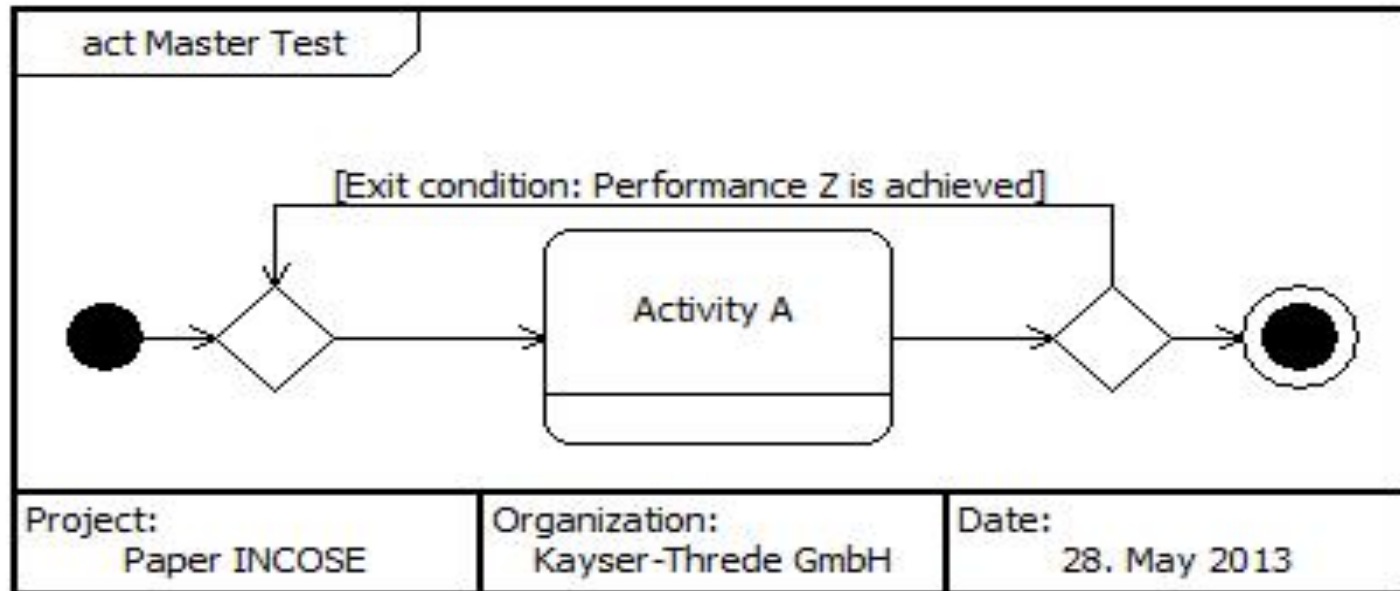 act Master Test
[Exit condition: Performance Z is achieved]
Activity A
Project:
Paper INCOSE
Organization:
Kayser-Threde GmbH
Date:
28. May 2013